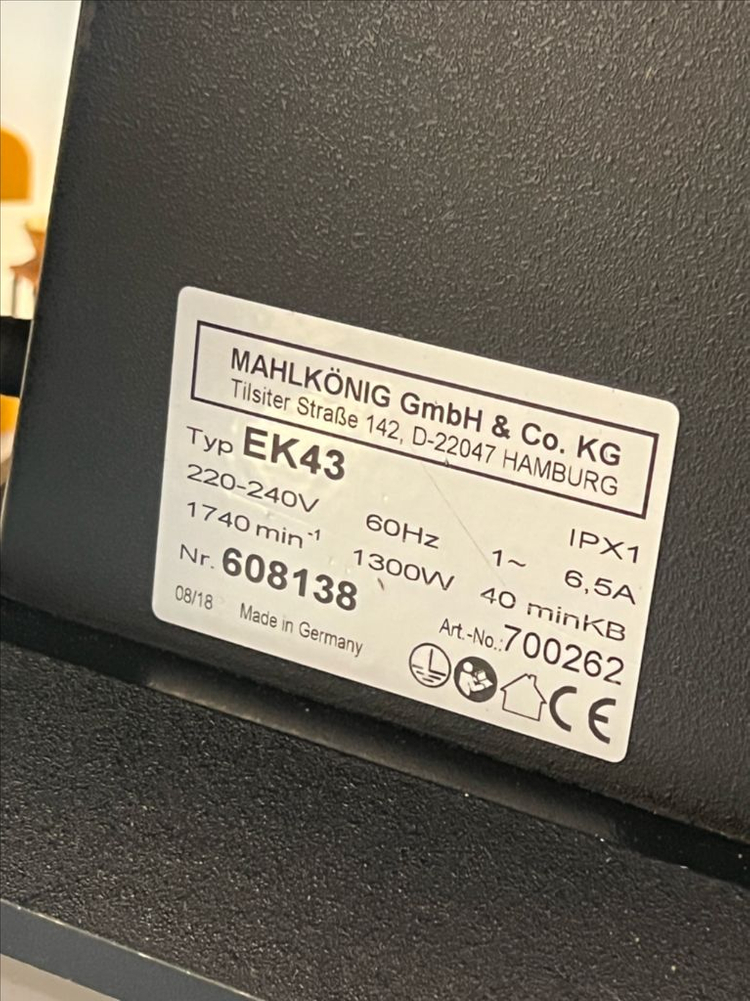 MAHLKÖNIG GmbH & Co. KG
Tilsiter Straße 142, D-22047 HAMBURG
Typ EK43 IPX1
220-240V 60Hz 1~ 6,5A
1740 min⁻¹ 1300W 40 minKB
Nr. 608138 Art.-No.: 700262
08/18 Made in Germany CE